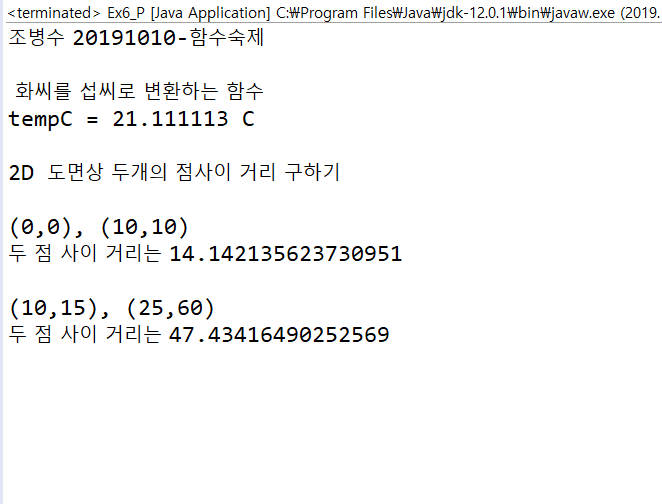 <terminated> Ex6_P [Java Application] C:₩Program Files₩Java₩jdk-12.0.1₩bin₩javaw.exe (2019.
조병수 20191010-함수숙제
화씨를 섭씨로 변환하는 함수
tempC = 21.111113 C
2D 도면상 두개의 점사이 거리 구하기
(0,0), (10,10)
두 점 사이 거리는 14.142135623730951
(10,15), (25,60)
두 점 사이 거리는 47.43416490252569